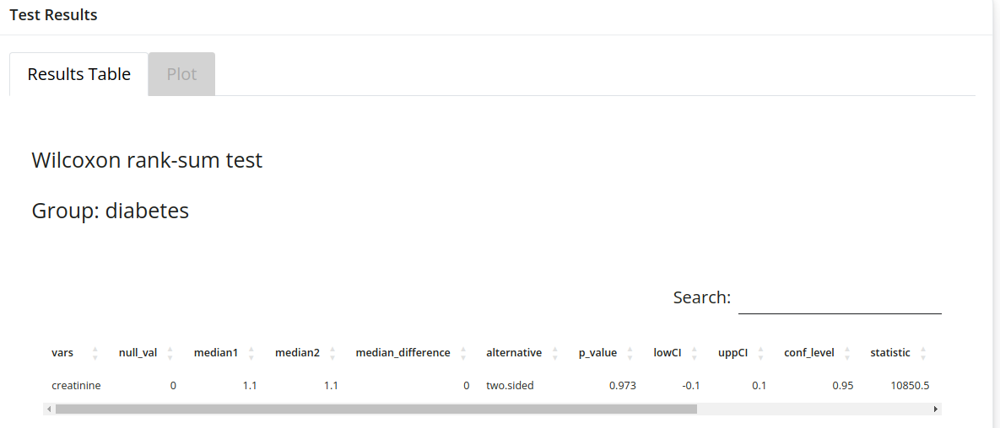 Test Results
Results Table Plot
Wilcoxon rank-sum test
Group: diabetes
Search:
vars null_val median1 median2 median_difference alternative p_value lowCI uppCI conf_level statistic
creatinine 0 1.1 1.1 0 two.sided 0.973 -0.1 0.1 0.95 10850.5